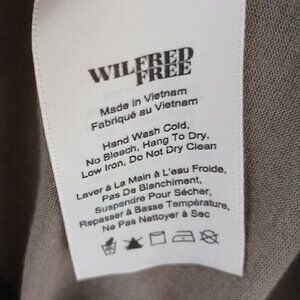 WILFRED
FREE
Made in Vietnam
Fabriqué au Vietnam
Hand Wash Cold,
No Bleach, Hang To Dry,
Low Iron, Do Not Dry Clean
Laver à La Main à L'eau Froide,
Pas De Blanchiment,
Suspendre Pour Sécher,
Repasser à Basse Température,
Ne Pas Nettoyer à Sec